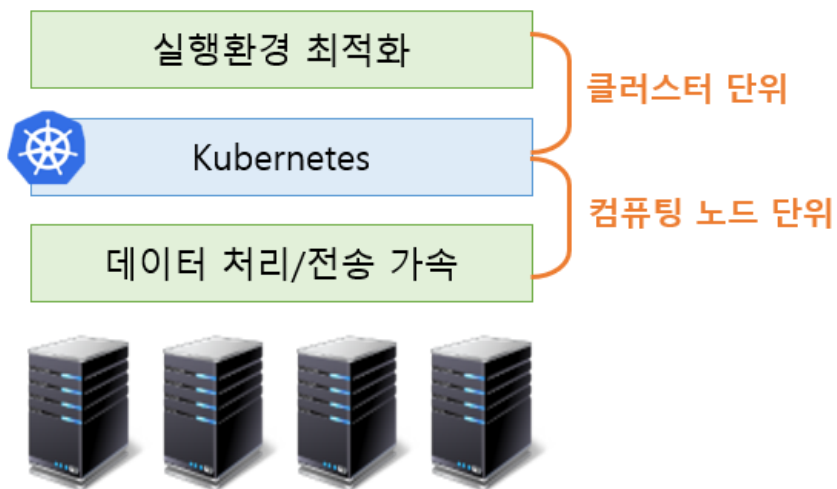 실행환경 최적화
클러스터 단위
Kubernetes
컴퓨팅 노드 단위
데이터 처리/전송 가속